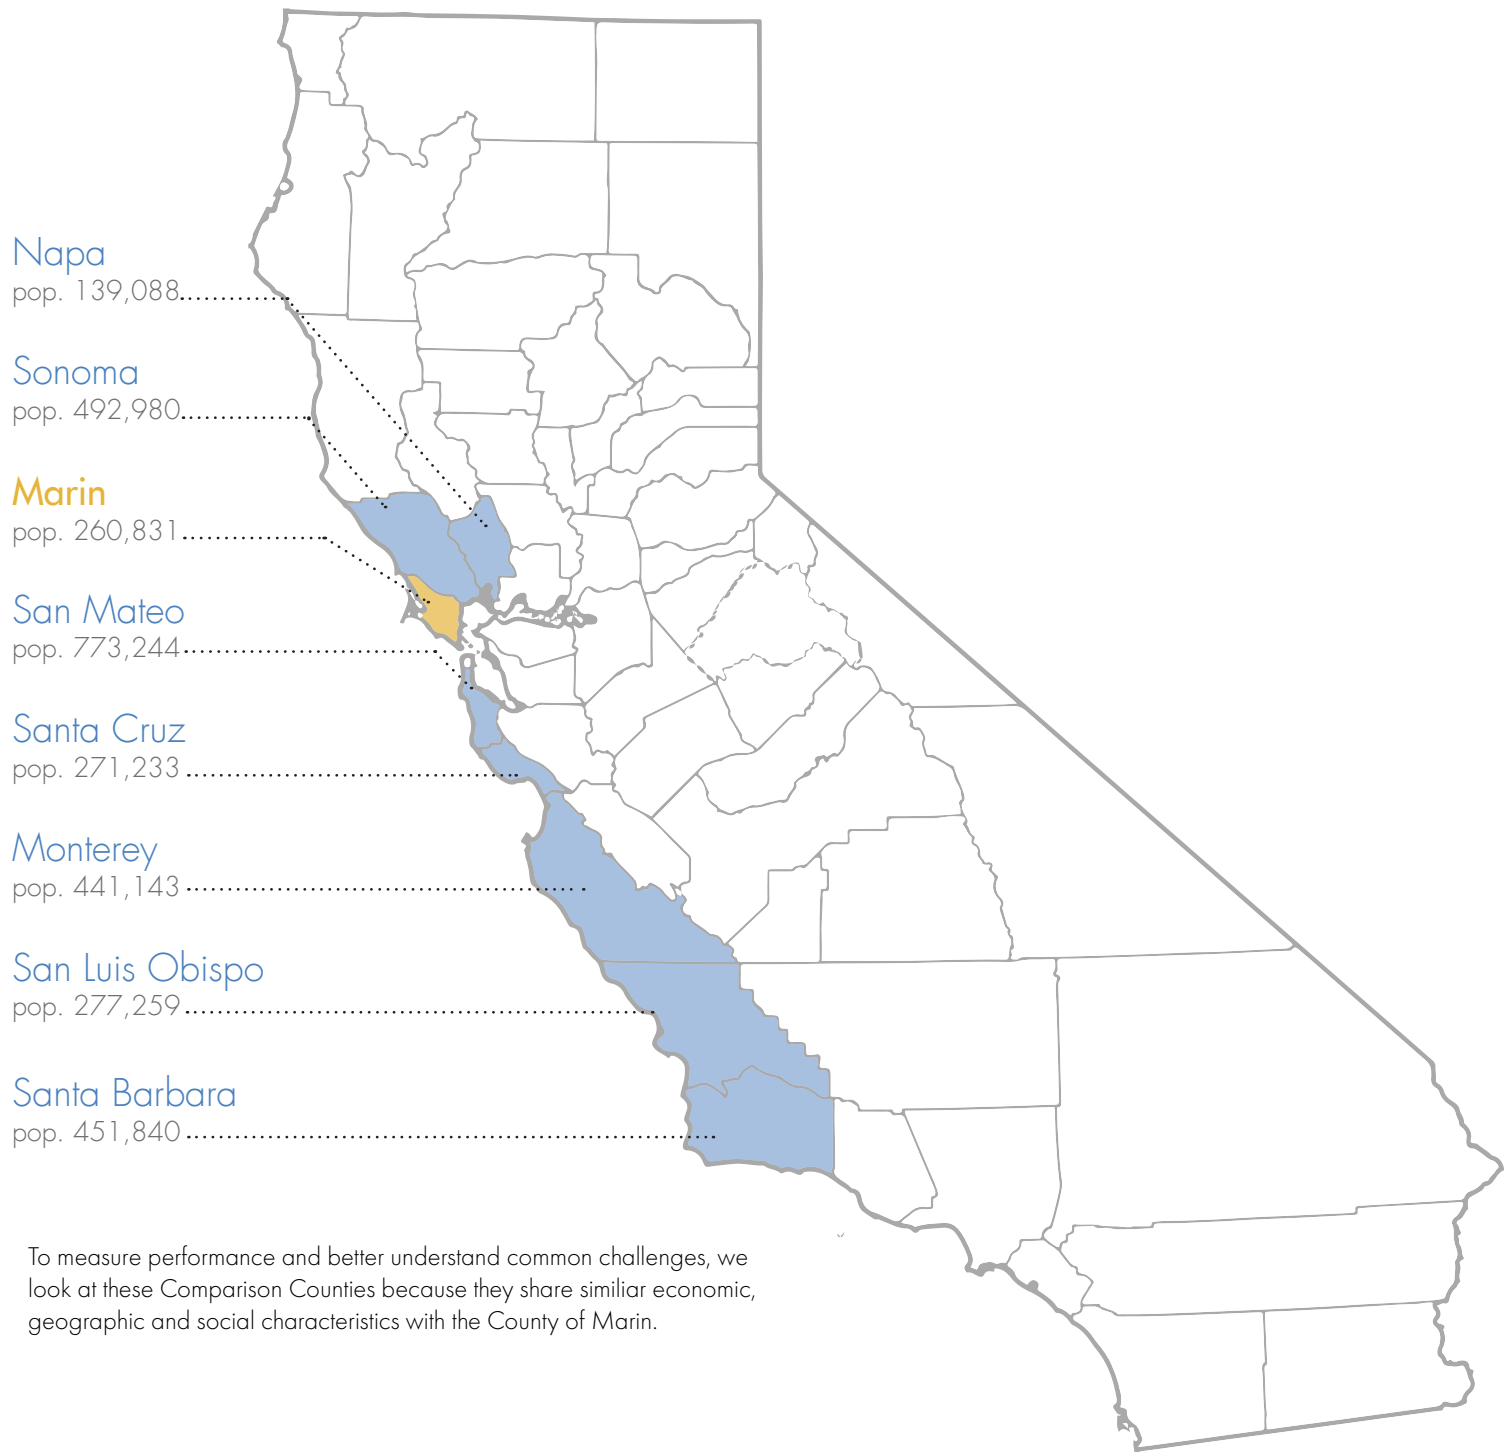 Napa
pop. 139,088
Sonoma
pop. 492,980
Marin
pop. 260,831
San Mateo
pop. 773,244
Santa Cruz
pop. 271,233
Monterey
pop. 441,143
San Luis Obispo
pop. 277,259
Santa Barbara
pop. 451,840
To measure performance and better understand common challenges, we
look at these Comparison Counties because they share similiar economic,
geographic and social characteristics with the County of Marin.